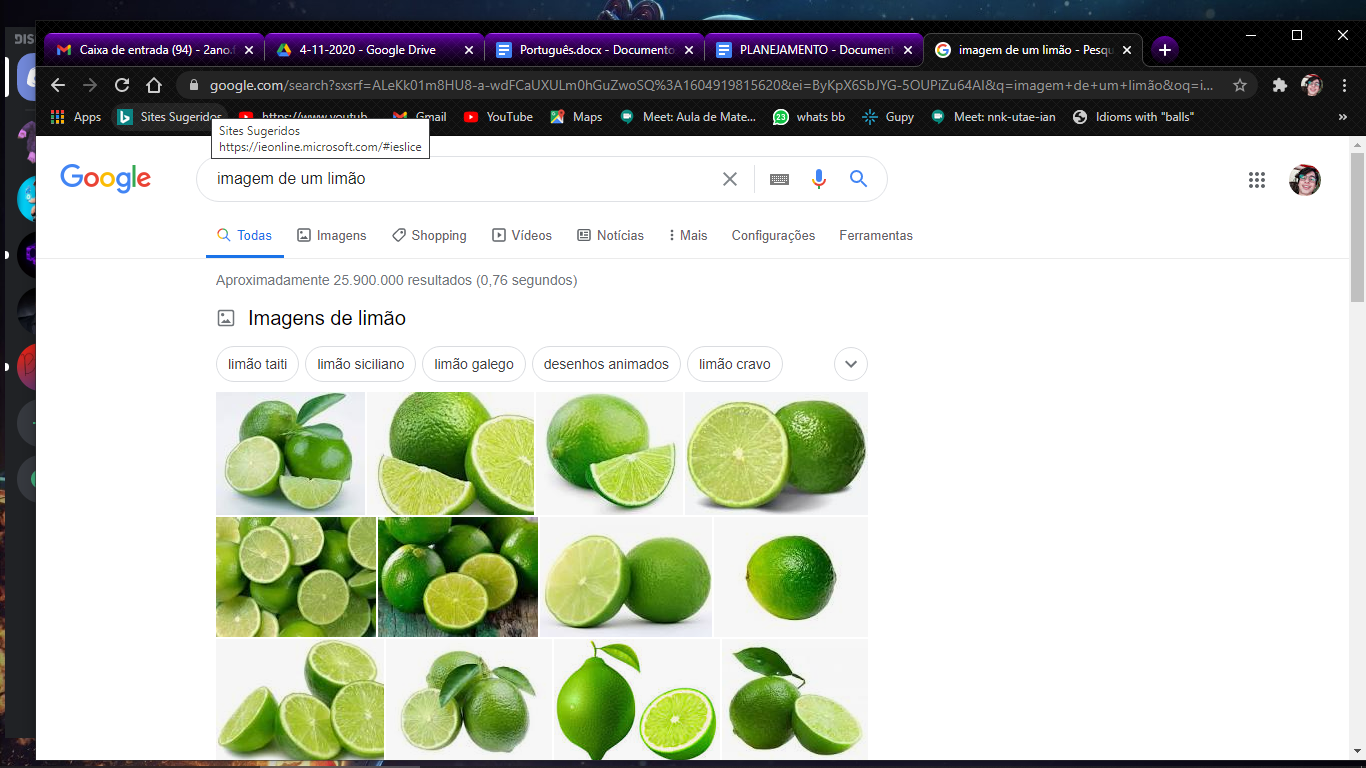 DIS
Caixa de entrada (94) - 2ano.f
4-11-2020 - Google Drive
Português.docx - Documento
PLANEJAMENTO - Document
imagem de um limão - Pesqu
google.com/search?sxsrf=ALeKk01m8HU8-a-wdFCaUXULm0hGuZwoSQ%3A1604919815620&ei=ByKpX6SbJYG-5OUPiZu64AI&q=imagem+de+um+limão&oq=i...
Apps
Sites Sugeridos
https://www.youtub...
Gmail
YouTube
Maps
Meet: Aula de Mate...
23
whats bb
Gupy
Meet: nnk-utae-ian
Idioms with "balls"
»
Sites Sugeridos
https://ieonline.microsoft.com/#ieslice
Google
imagem de um limão
Todas
Imagens
Shopping
Vídeos
Notícias
Mais
Configurações
Ferramentas
Aproximadamente 25.900.000 resultados (0,76 segundos)
Imagens de limão
limão taiti
limão siciliano
limão galego
desenhos animados
limão cravo